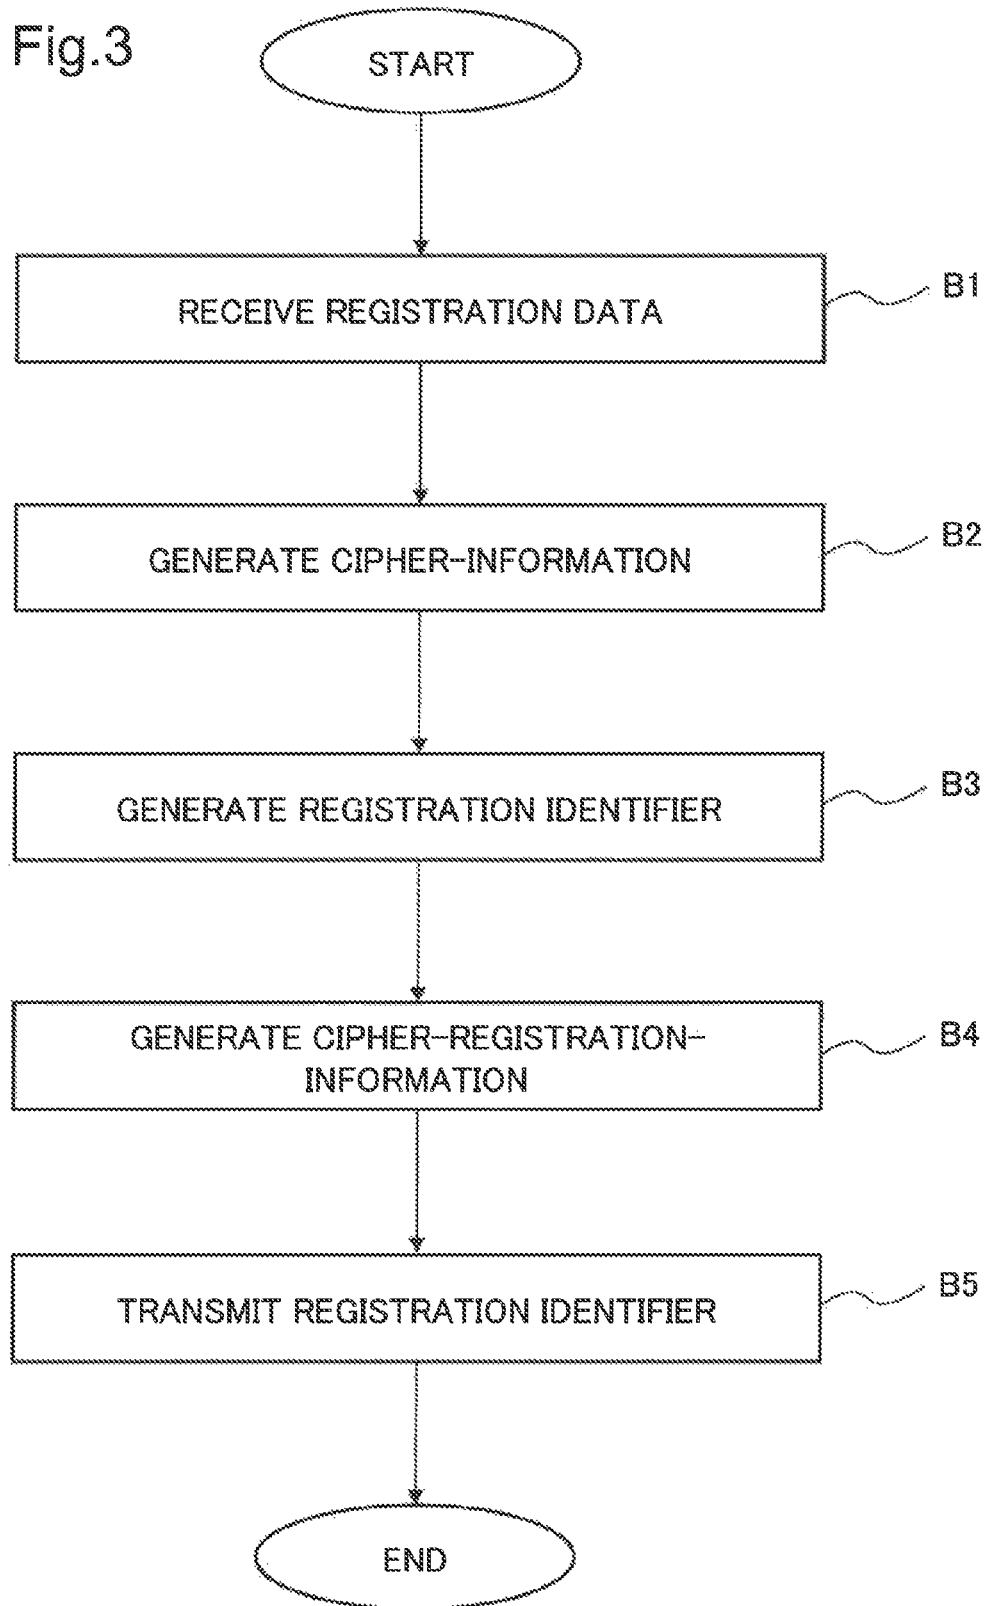 Fig.3
START
RECEIVE REGISTRATION DATA
B1
GENERATE CIPHER-INFORMATION
B2
GENERATE REGISTRATION IDENTIFIER
B3
GENERATE CIPHER-REGISTRATION-
INFORMATION
B4
TRANSMIT REGISTRATION IDENTIFIER
B5
END